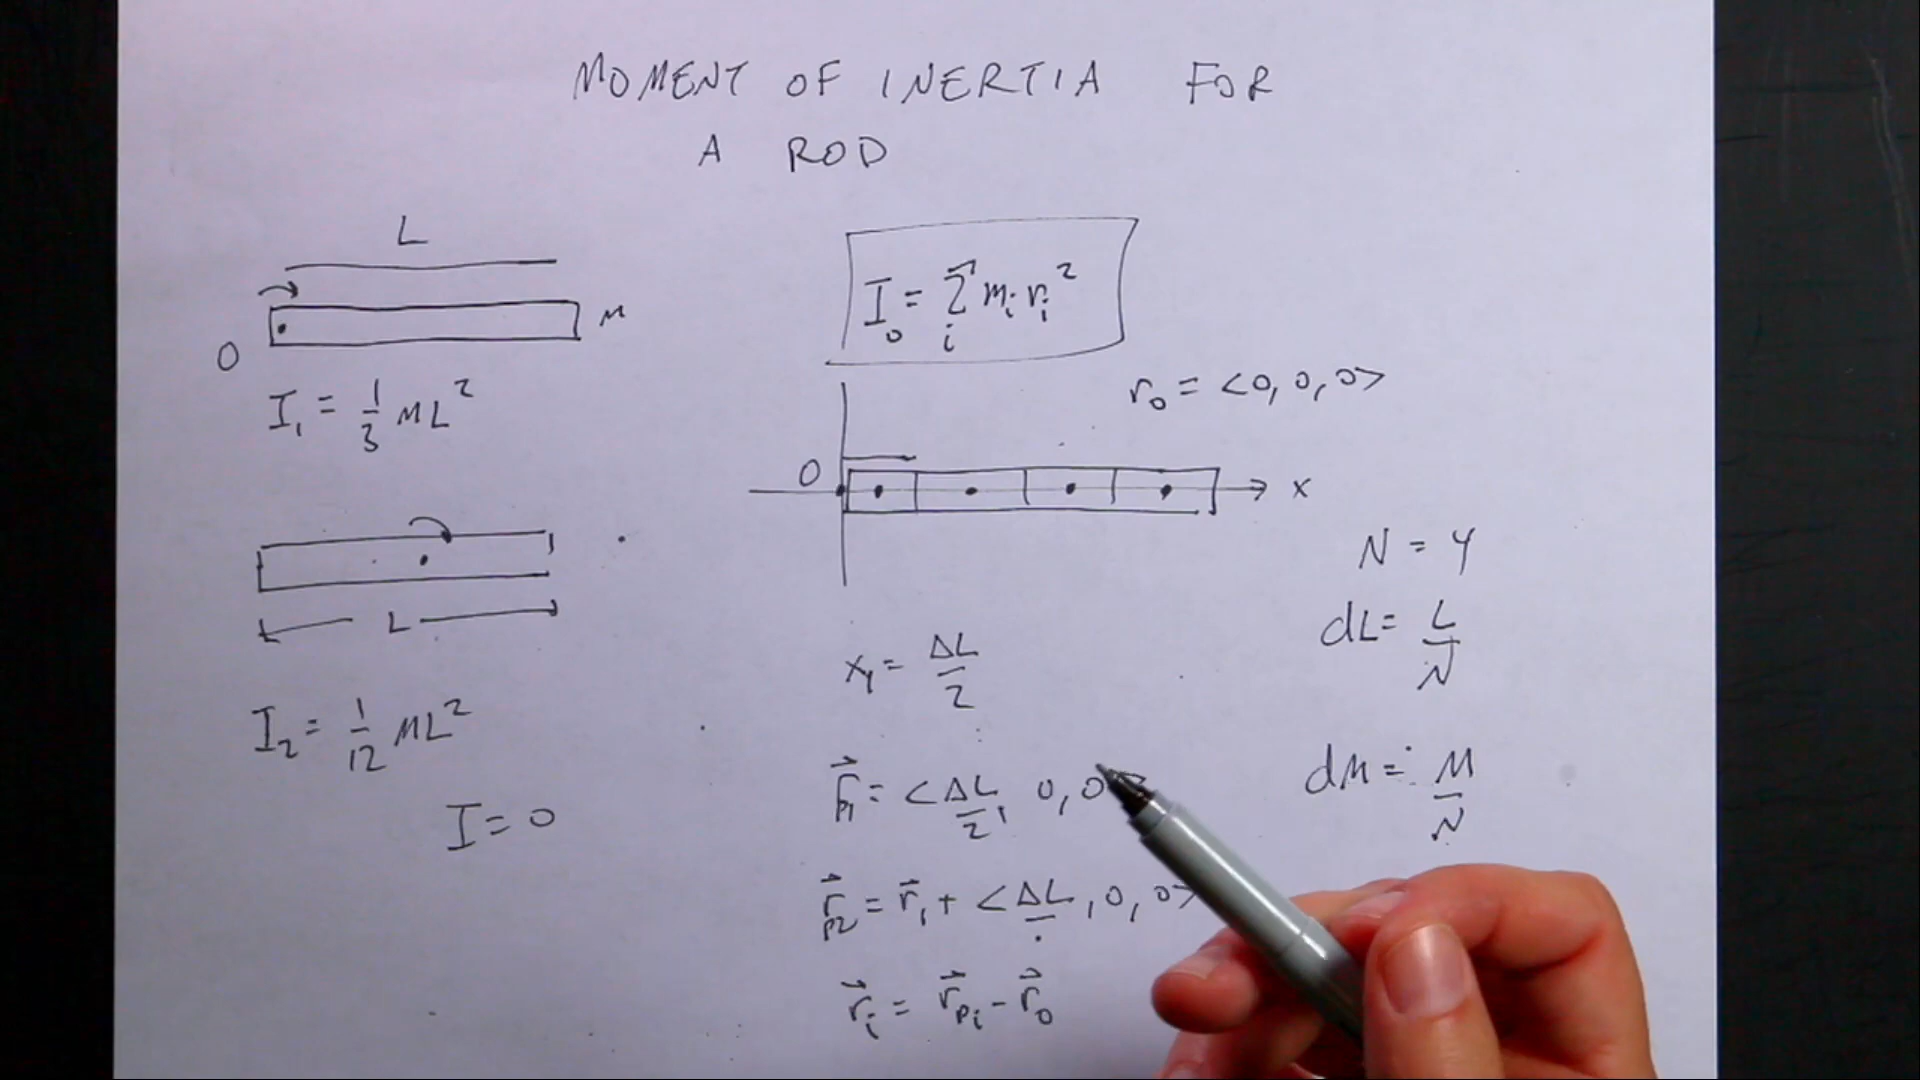 MOMENT OF INERTIA FOR
A ROD
L
M
O
I₁ = 1/3 ML²
L
I₂ = 1/12 ML²
I = 0
I₀ = Σᵢ mᵢ rᵢ²
r₀ = <0, 0, 0>
O
x
N = 4
dL = L/N
x₁ = ΔL/2
dM = M/N
r⃗ₚ₁ = <ΔL/2, 0, 0>
r⃗ₚ₂ = r⃗₁ + <ΔL, 0, 0>
r⃗ᵢ = r⃗ₚᵢ - r⃗₀